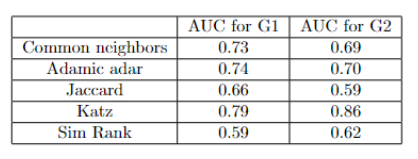 AUC for G1 AUC for G2
Common neighbors 0.73 0.69
Adamic adar 0.74 0.70
Jaccard 0.66 0.59
Katz 0.79 0.86
Sim Rank 0.59 0.62